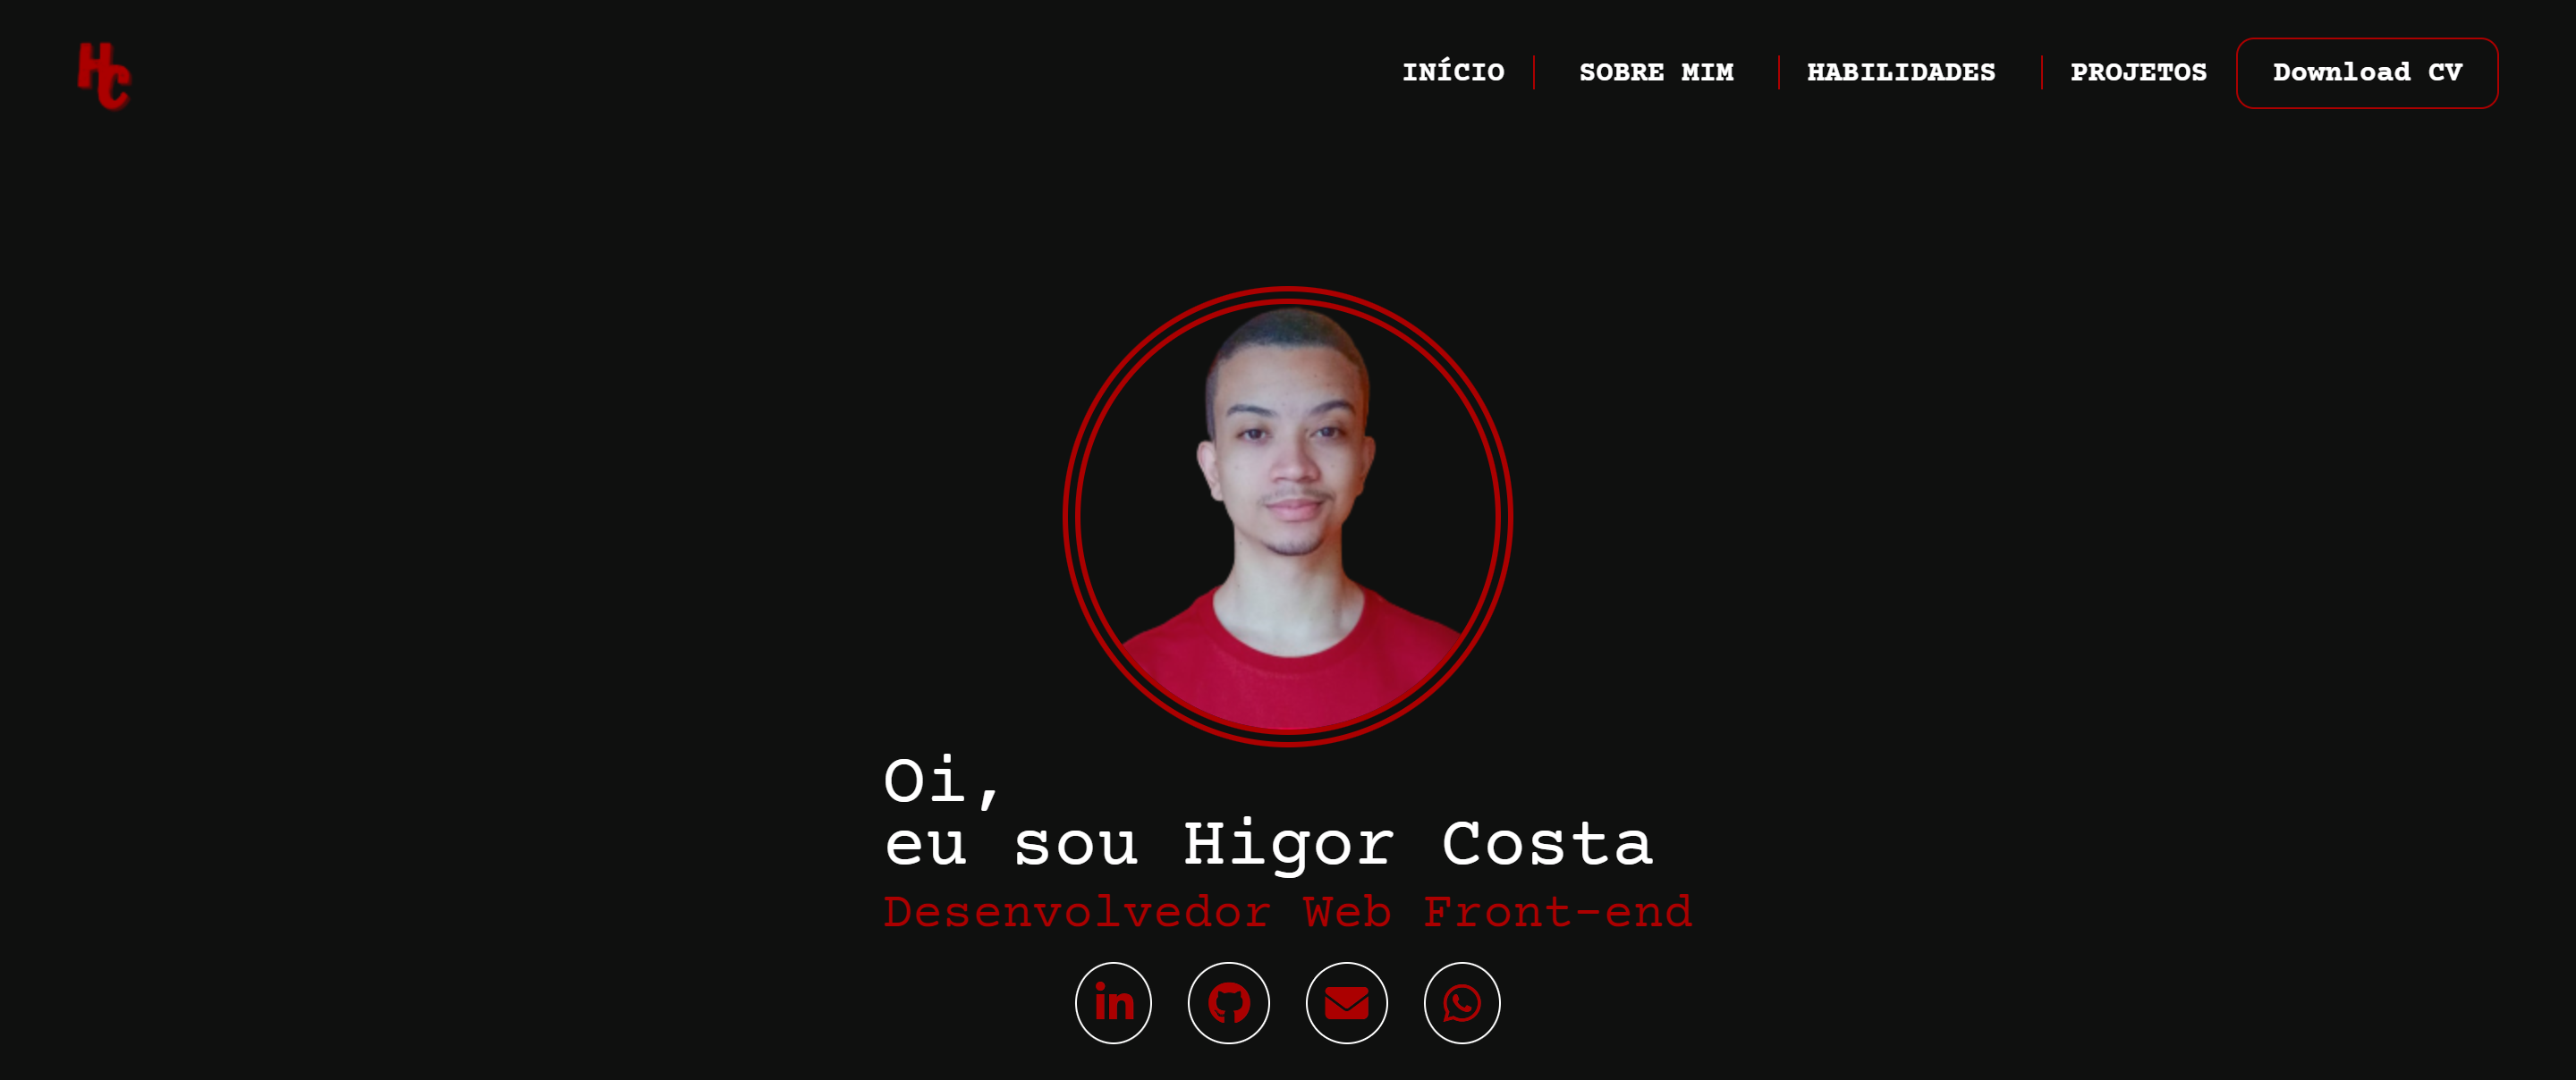 HC
INÍCIO
SOBRE MIM
HABILIDADES
PROJETOS
Download CV
Oi,
eu sou Higor Costa
Desenvolvedor Web Front-end
in